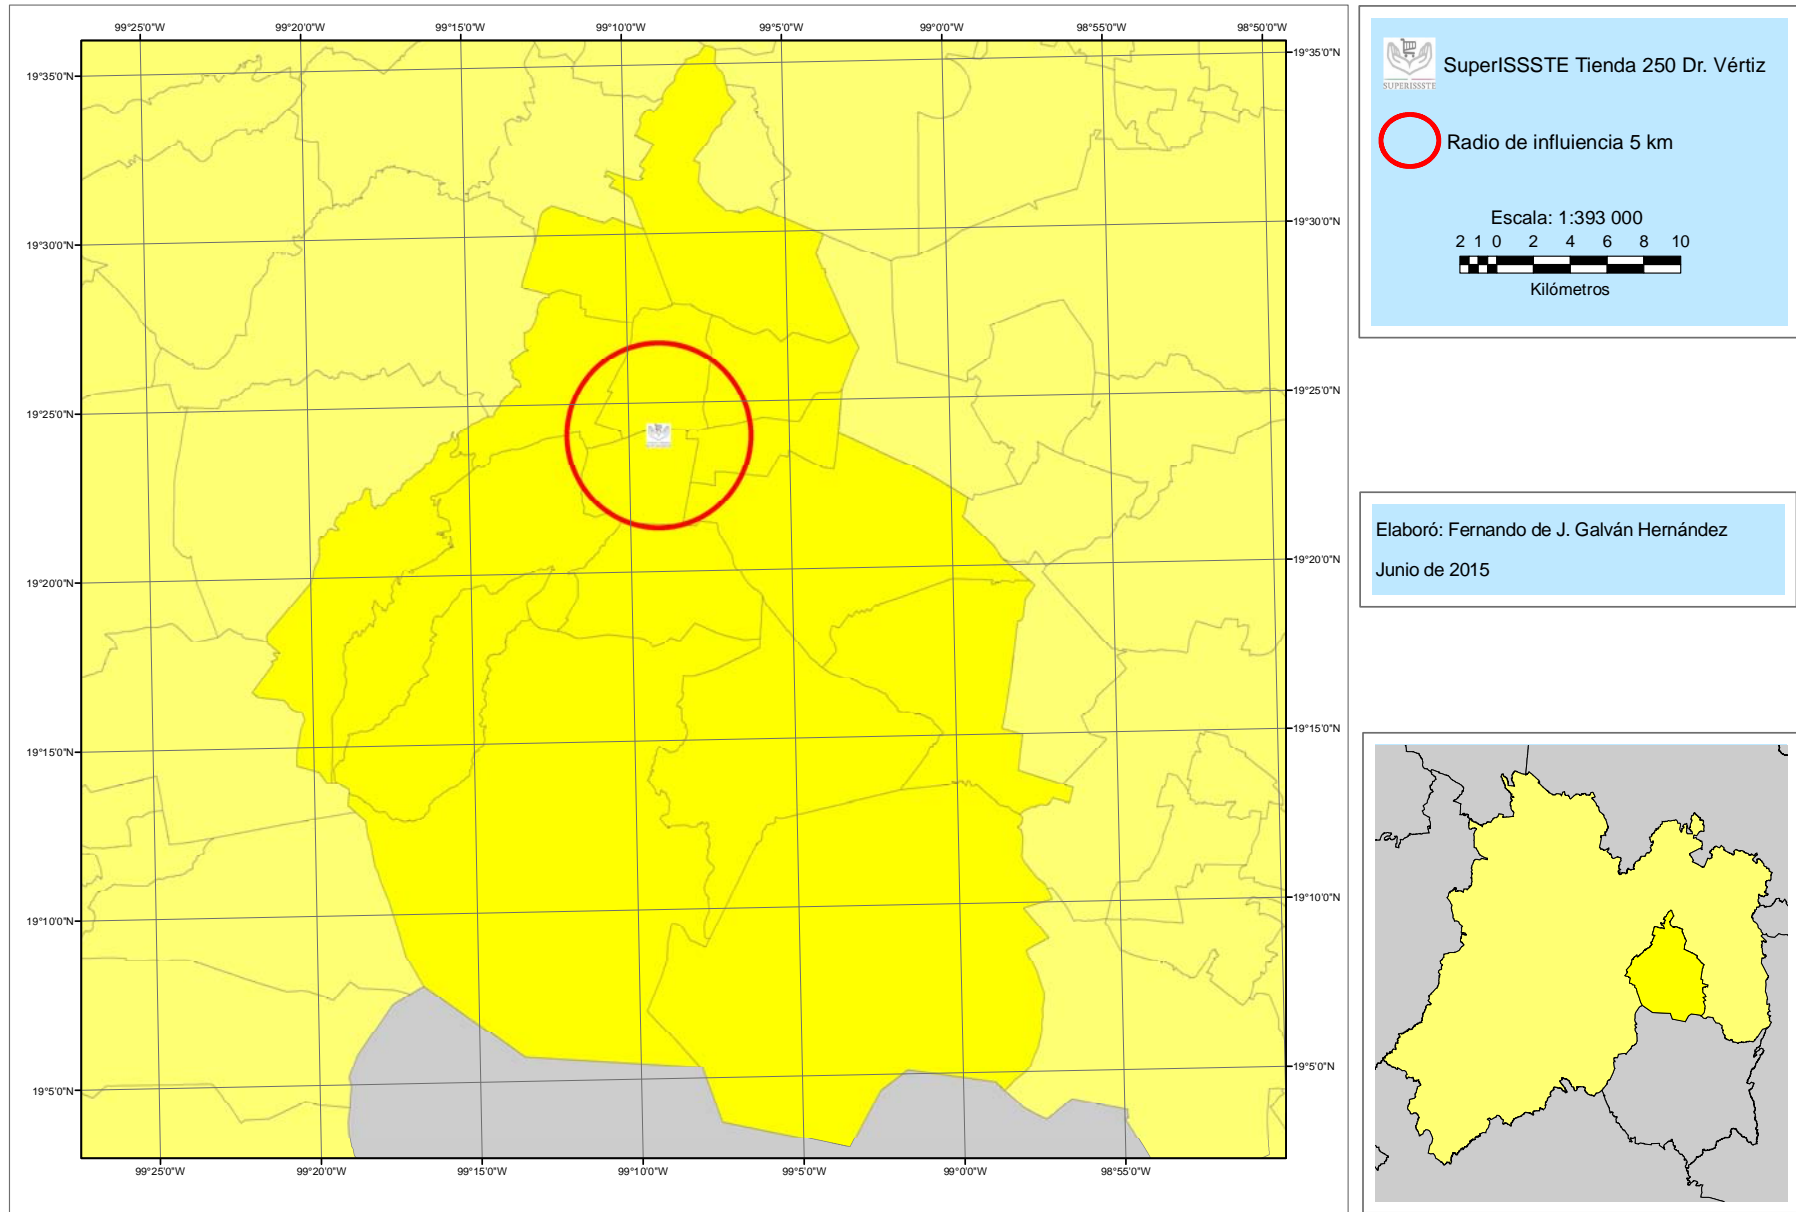 99°25'0"W 99°20'0"W 99°15'0"W 99°10'0"W 99°5'0"W 99°0'0"W 98°55'0"W 98°50'0"W
19°35'0"N 19°35'0"N
19°30'0"N 19°30'0"N
19°25'0"N 19°25'0"N
19°20'0"N 19°20'0"N
19°15'0"N 19°15'0"N
19°10'0"N 19°10'0"N
19°5'0"N 19°5'0"N
99°25'0"W 99°20'0"W 99°15'0"W 99°10'0"W 99°5'0"W 99°0'0"W 98°55'0"W
SUPERISSSTE
SuperISSSTE Tienda 250 Dr. Vértiz
Radio de influiencia 5 km
Escala: 1:393 000
2 1 0 2 4 6 8 10
Kilómetros
Elaboró: Fernando de J. Galván Hernández
Junio de 2015